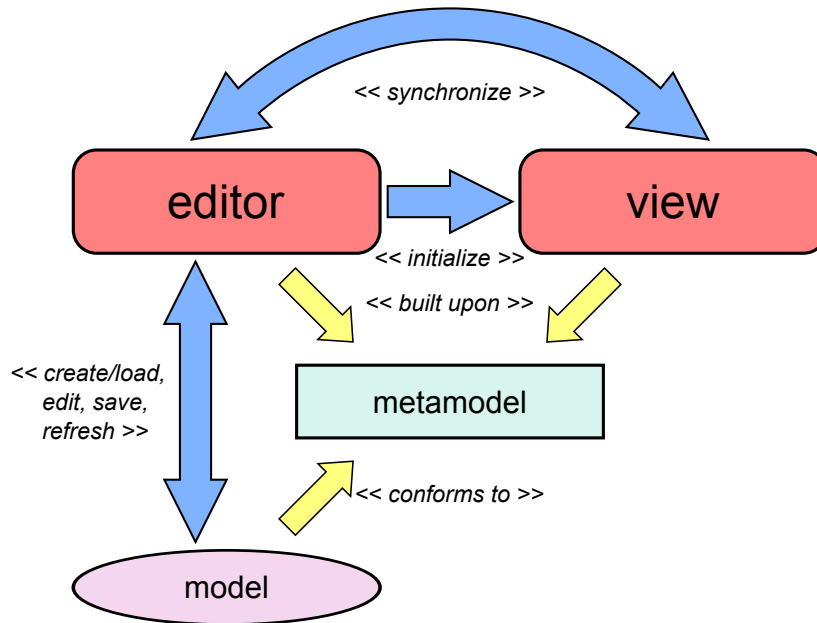 << synchronize >>
editor
view
<< initialize >>
<< built upon >>
<< create/load,
edit, save,
refresh >>
metamodel
<< conforms to >>
model